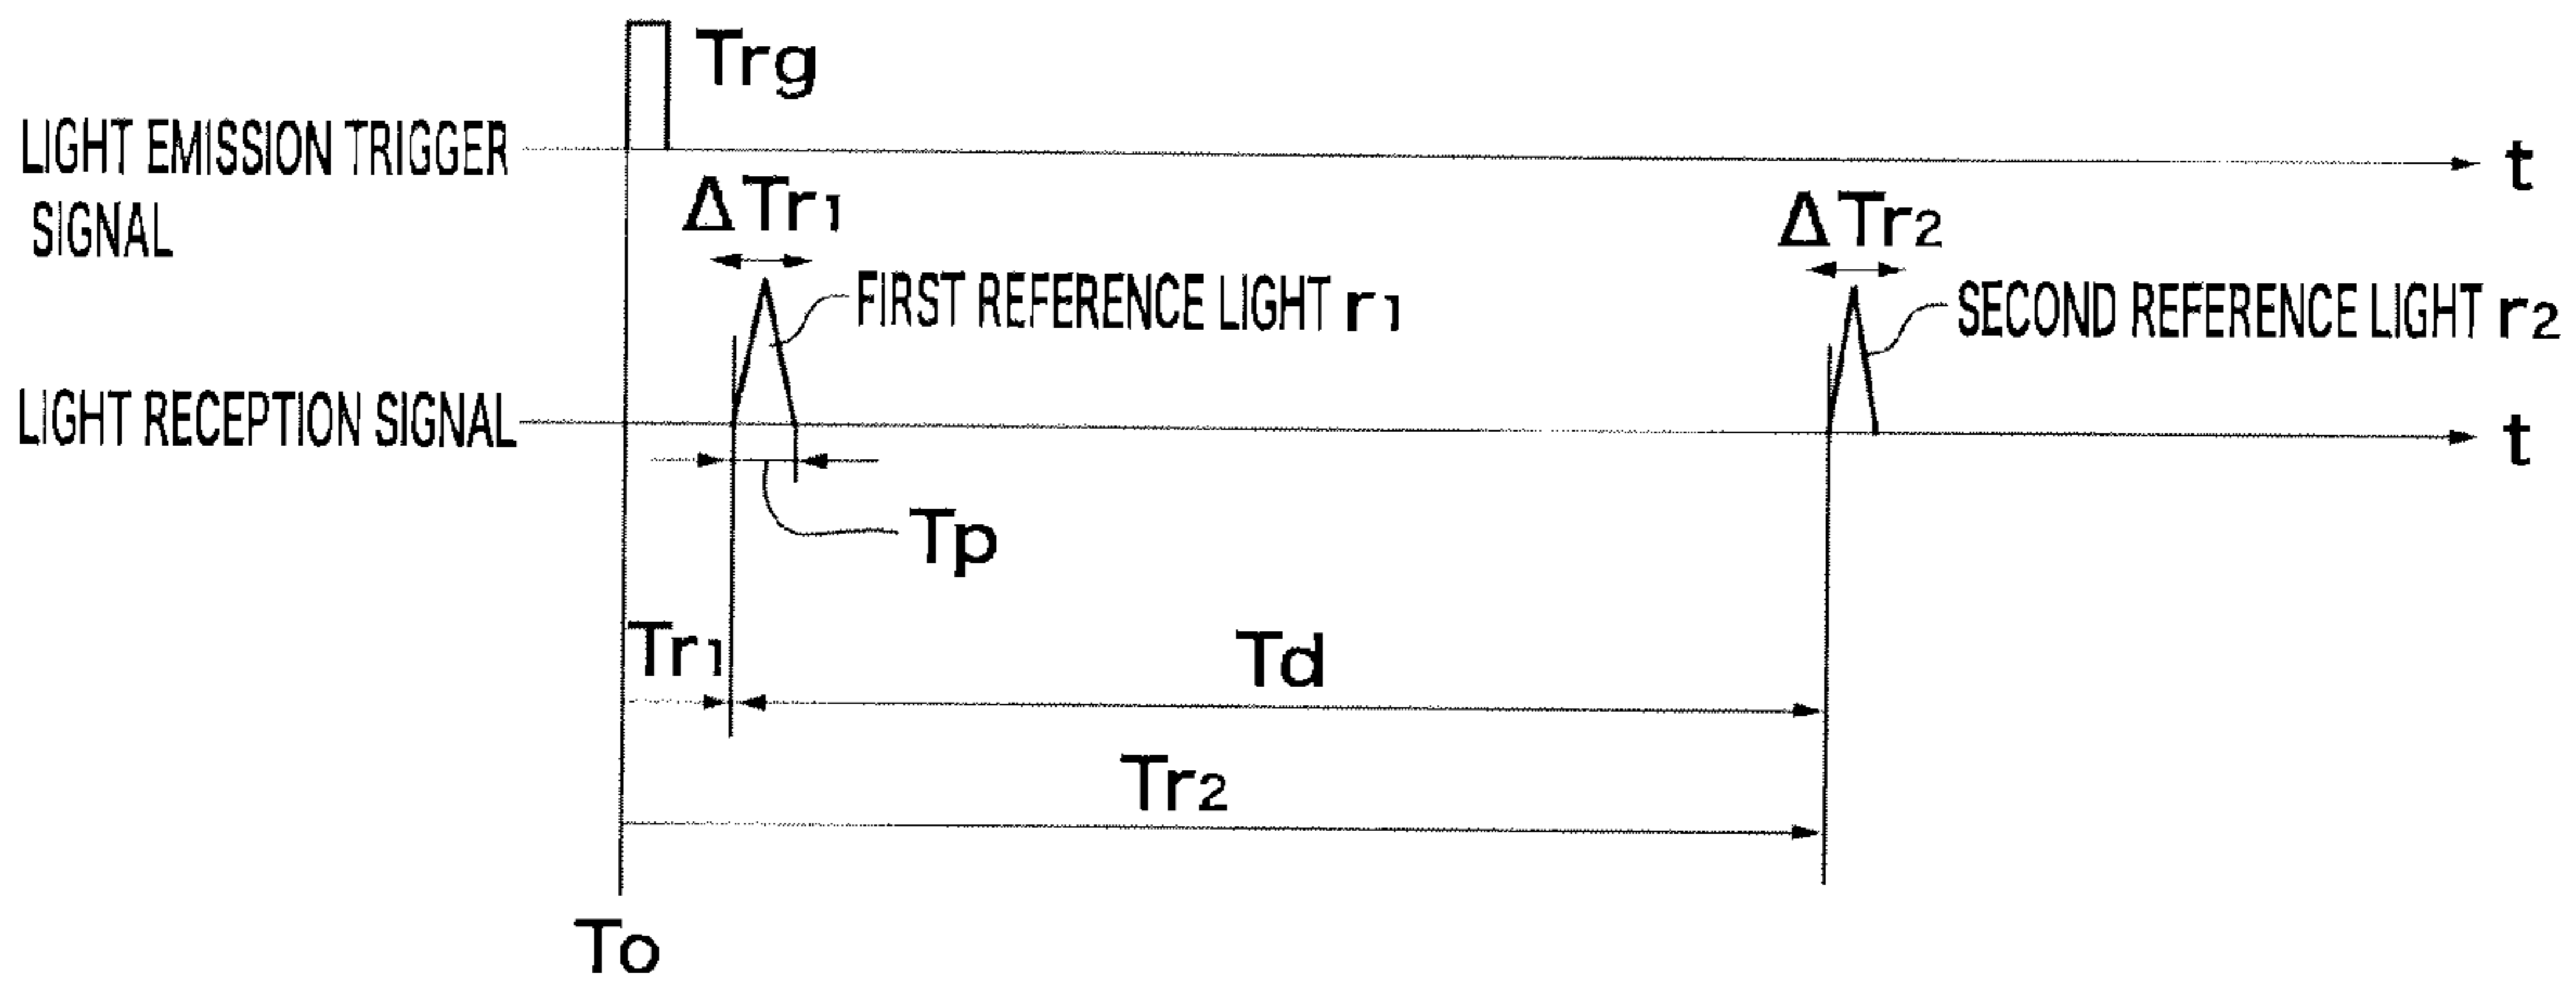 Trg
LIGHT EMISSION TRIGGER
SIGNAL
t
ΔTr1
ΔTr2
FIRST REFERENCE LIGHT r1
SECOND REFERENCE LIGHT r2
LIGHT RECEPTION SIGNAL
t
Tp
Tr1
Td
Tr2
To